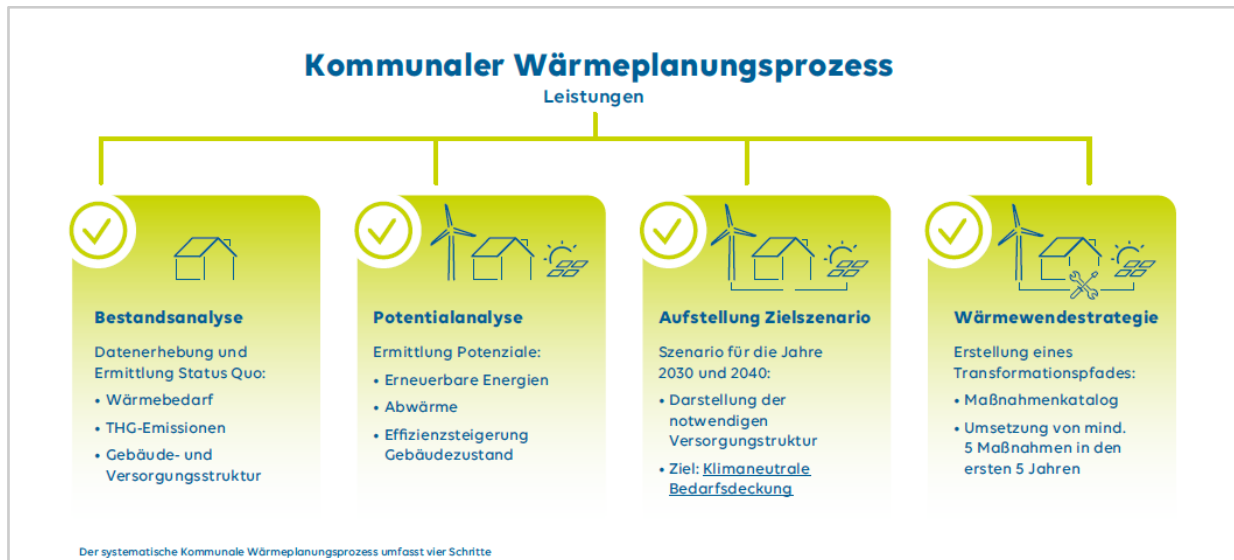 Kommunaler Wärmeplanungsprozess
Leistungen
Bestandsanalyse
Datenerhebung und
Ermittlung Status Quo:
• Wärmebedarf
• THG-Emissionen
• Gebäude- und
Versorgungsstruktur
Potentialanalyse
Ermittlung Potenziale:
• Erneuerbare Energien
• Abwärme
• Effizienzsteigerung
Gebäudezustand
Aufstellung Zielszenario
Szenario für die Jahre
2030 und 2040:
• Darstellung der
notwendigen
Versorgungstruktur
• Ziel: Klimaneutrale
Bedarfsdeckung
Wärmewendestrategie
Erstellung eines
Transformationspfades:
• Maßnahmenkatalog
• Umsetzung von mind.
5 Maßnahmen in den
ersten 5 Jahren
Der systematische Kommunale Wärmeplanungsprozess umfasst vier Schritte